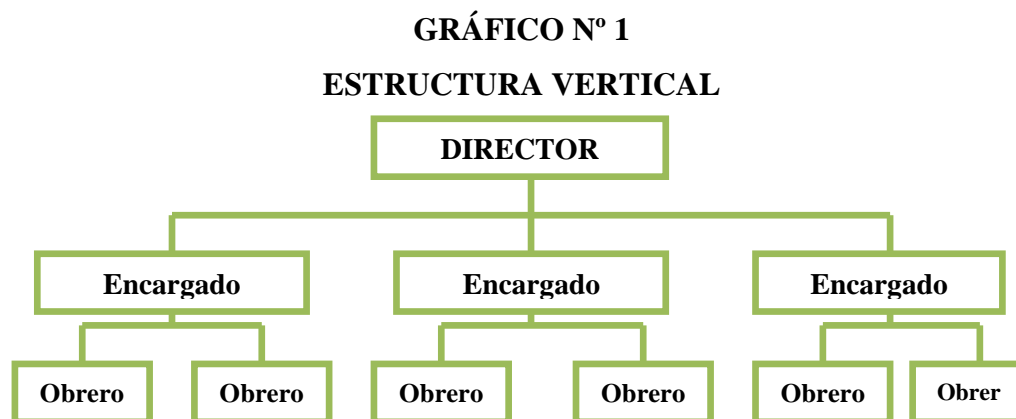 GRÁFICO Nº 1
ESTRUCTURA VERTICAL
DIRECTOR
Encargado Encargado Encargado
Obrero Obrero Obrero Obrero Obrero Obrer